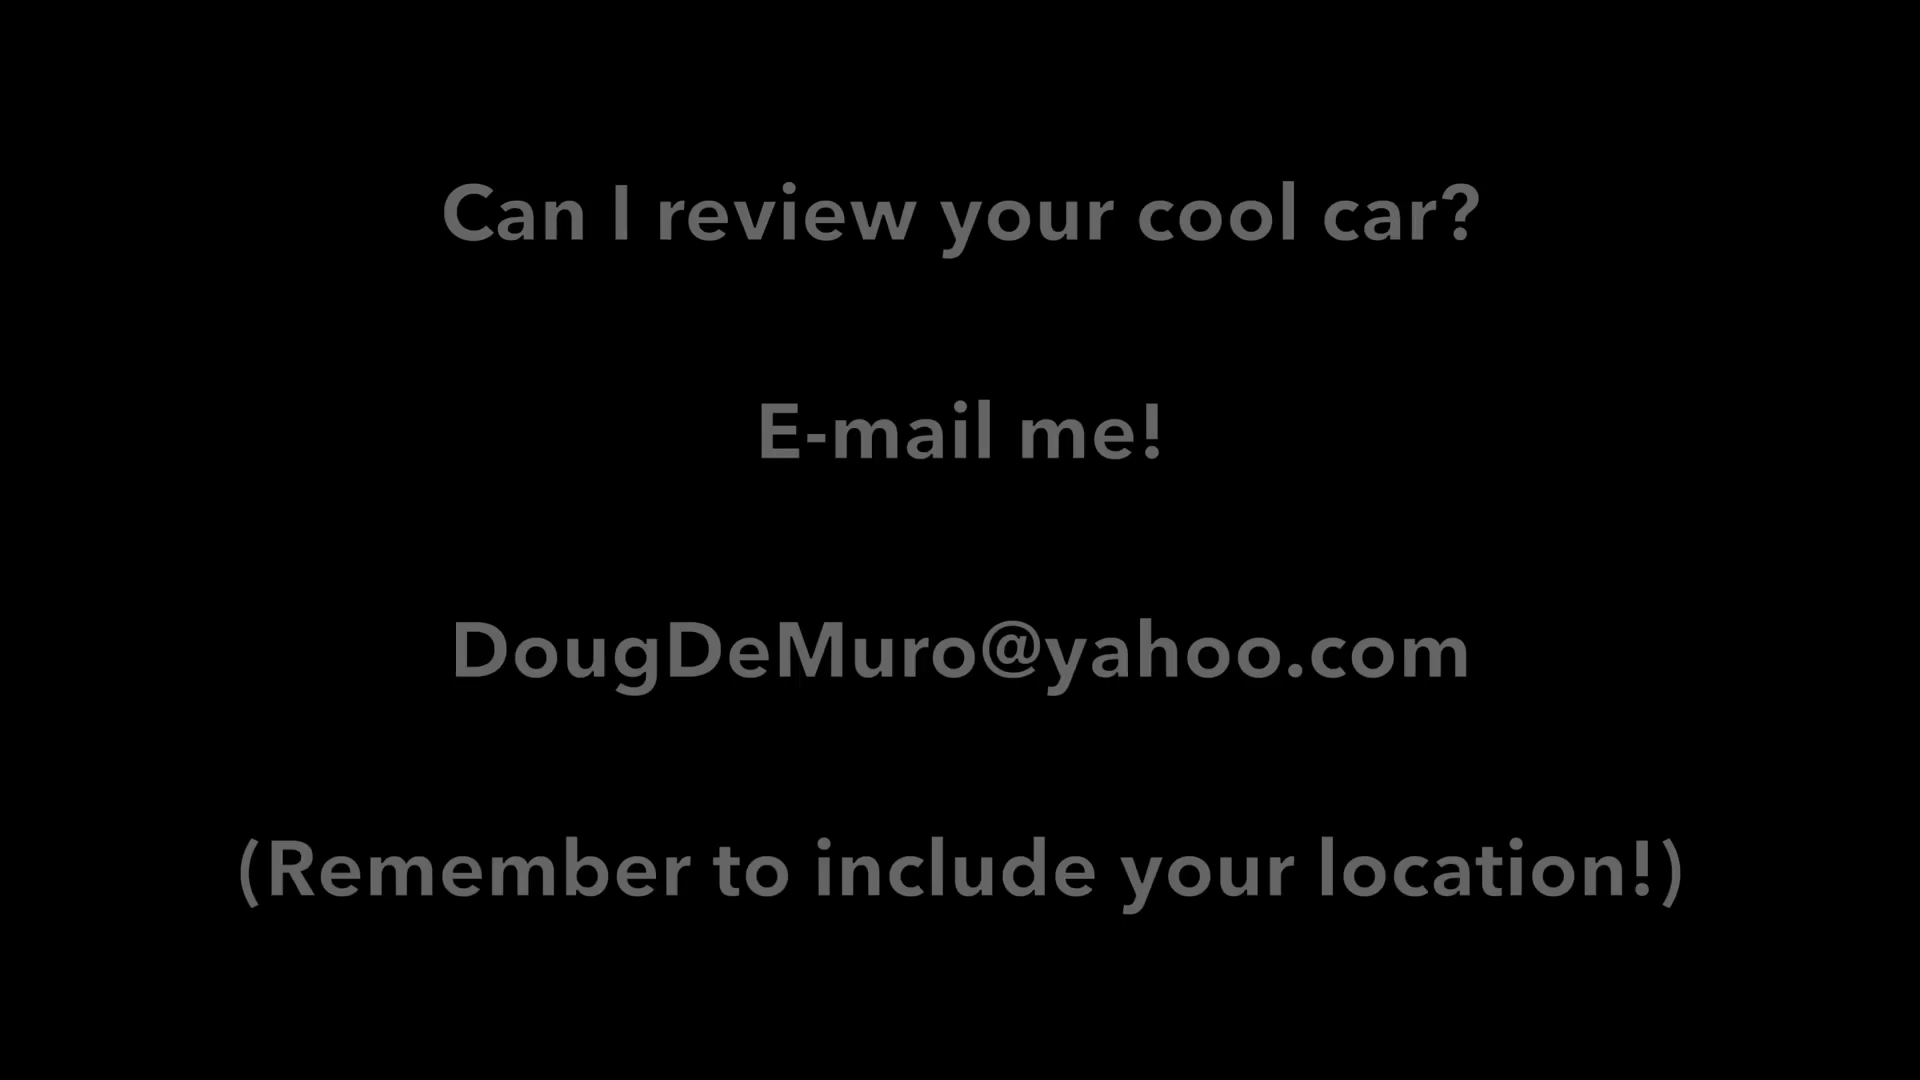 Can I review your cool car?
E-mail me!
DougDeMuro@yahoo.com
(Remember to include your location!)